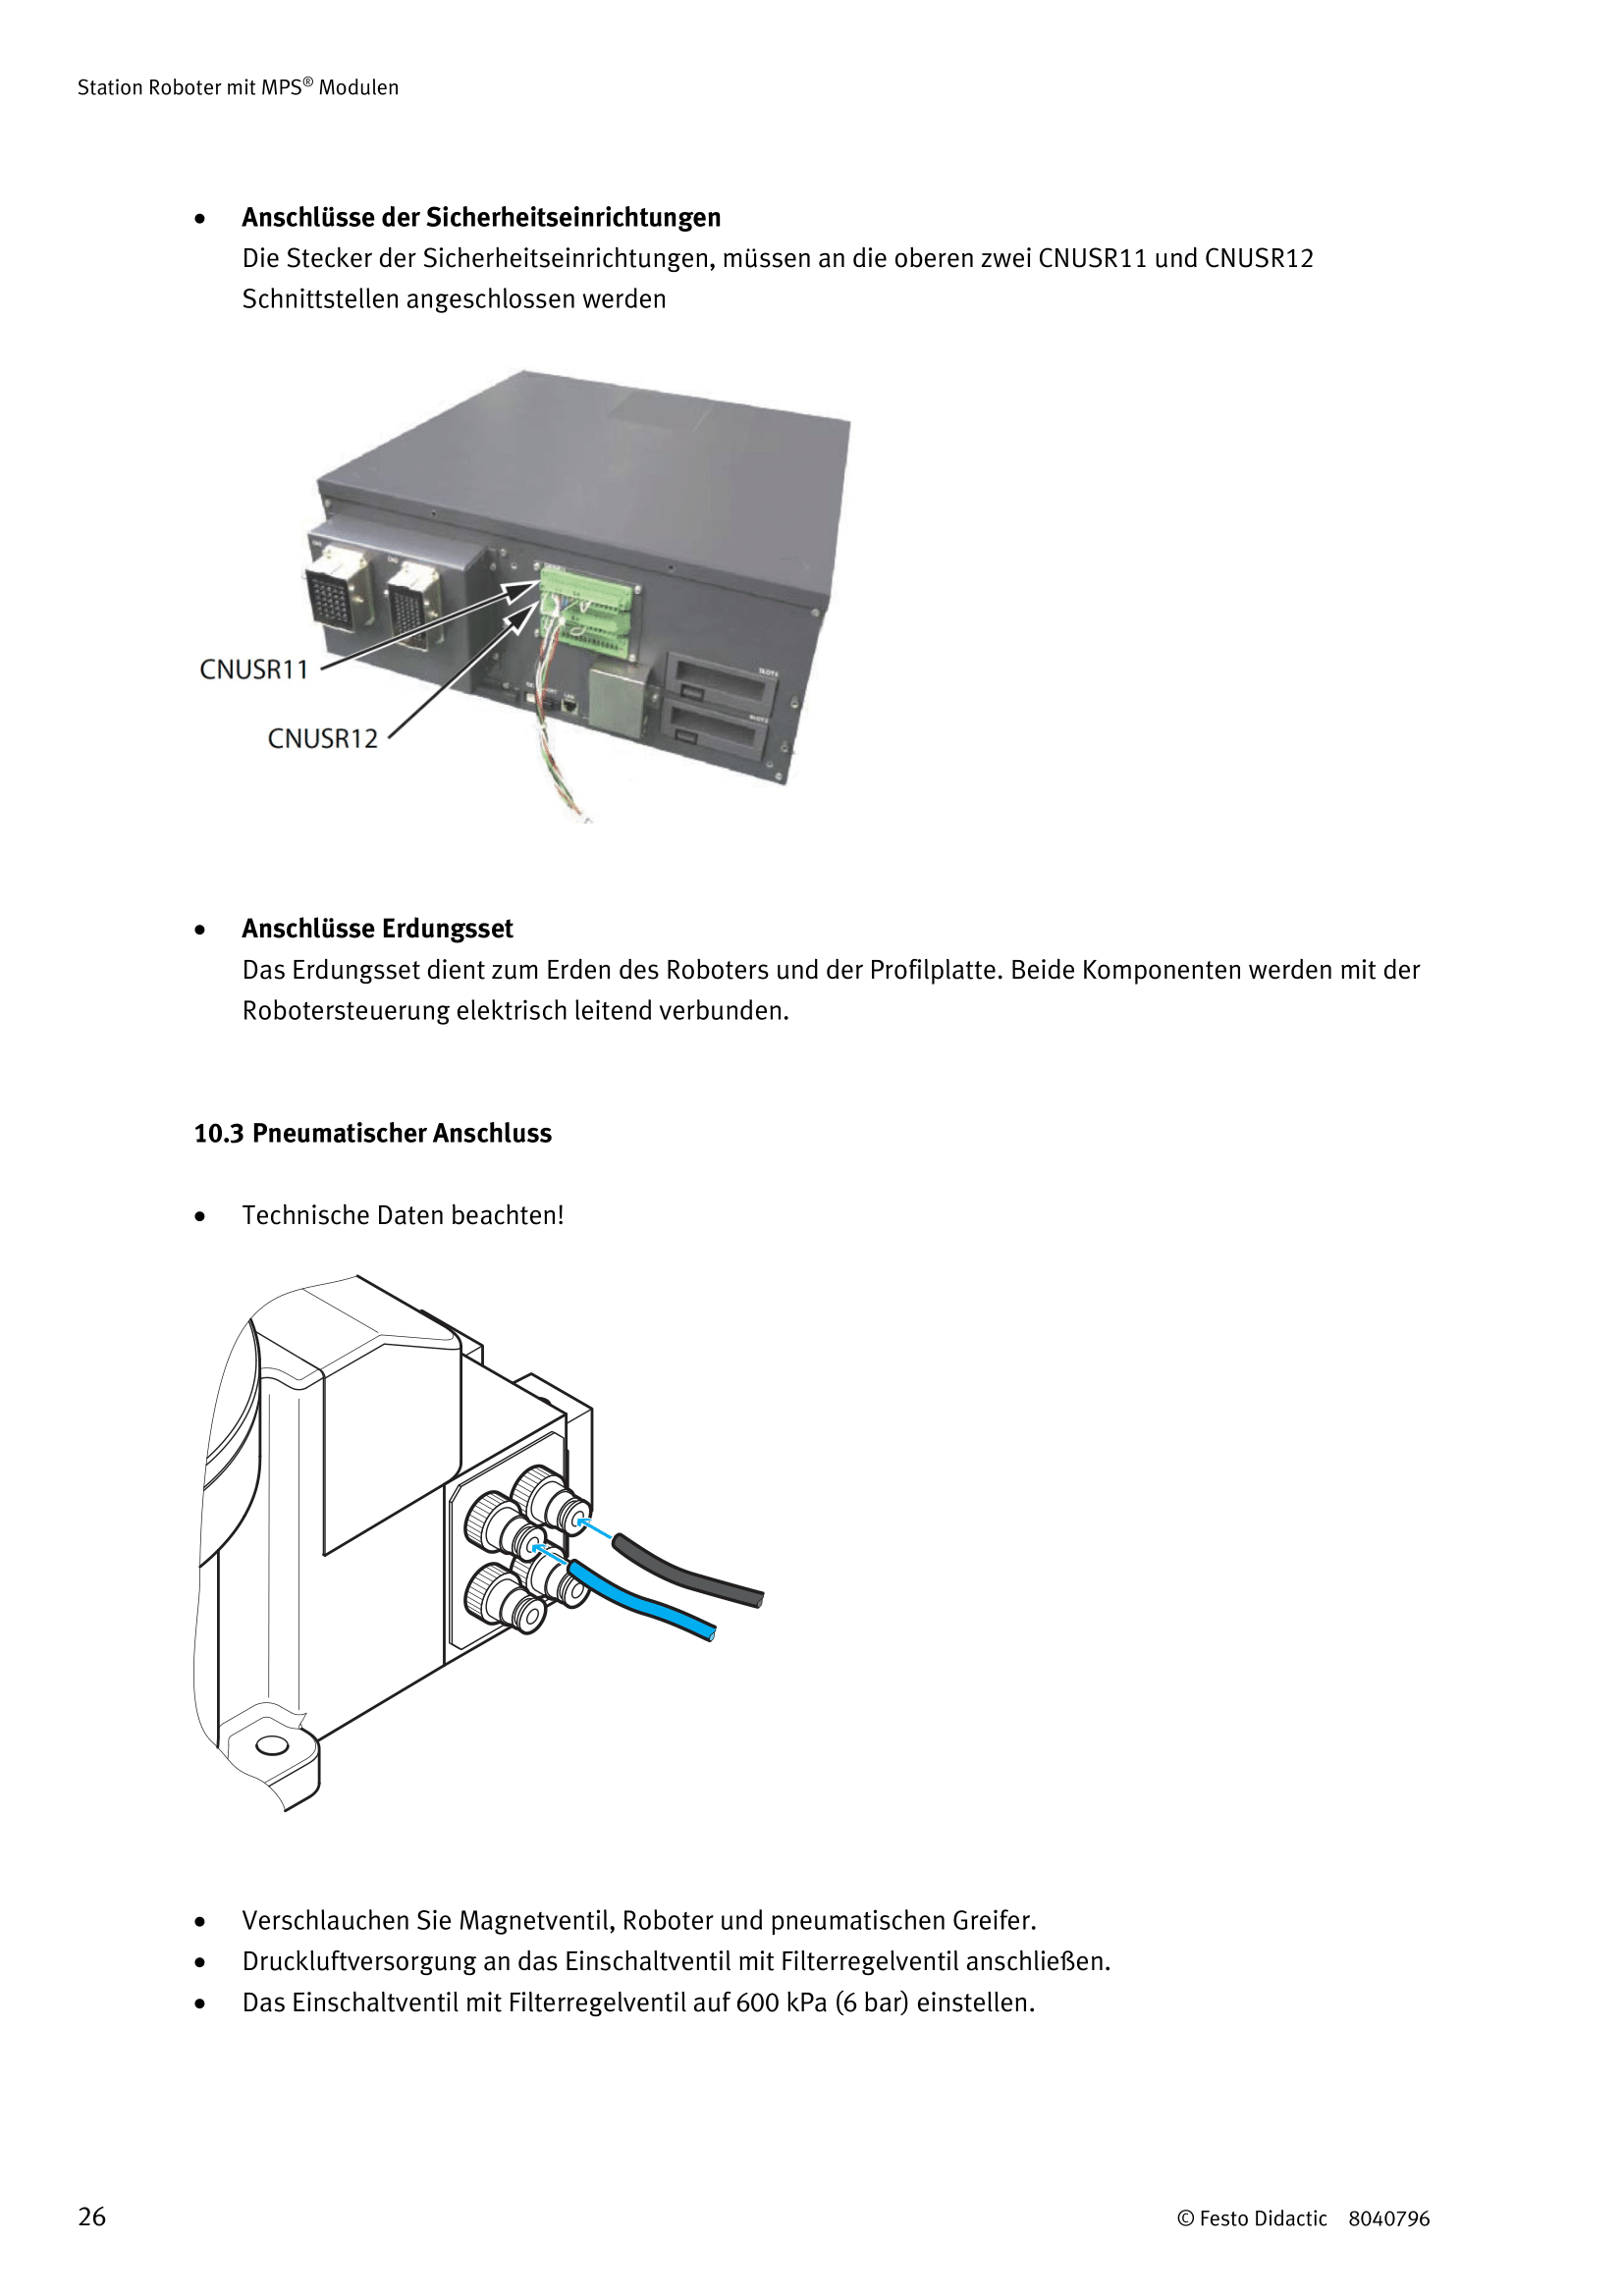 Station Roboter mit MPS® Modulen
• Anschlüsse der Sicherheitseinrichtungen
Die Stecker der Sicherheitseinrichtungen, müssen an die oberen zwei CNUSR11 und CNUSR12
Schnittstellen angeschlossen werden
CNUSR11
CNUSR12
• Anschlüsse Erdungsset
Das Erdungsset dient zum Erden des Roboters und der Profilplatte. Beide Komponenten werden mit der
Robotersteuerung elektrisch leitend verbunden.
10.3 Pneumatischer Anschluss
• Technische Daten beachten!
• Verschlauchen Sie Magnetventil, Roboter und pneumatischen Greifer.
• Druckluftversorgung an das Einschaltventil mit Filterregelventil anschließen.
• Das Einschaltventil mit Filterregelventil auf 600 kPa (6 bar) einstellen.
26 © Festo Didactic 8040796